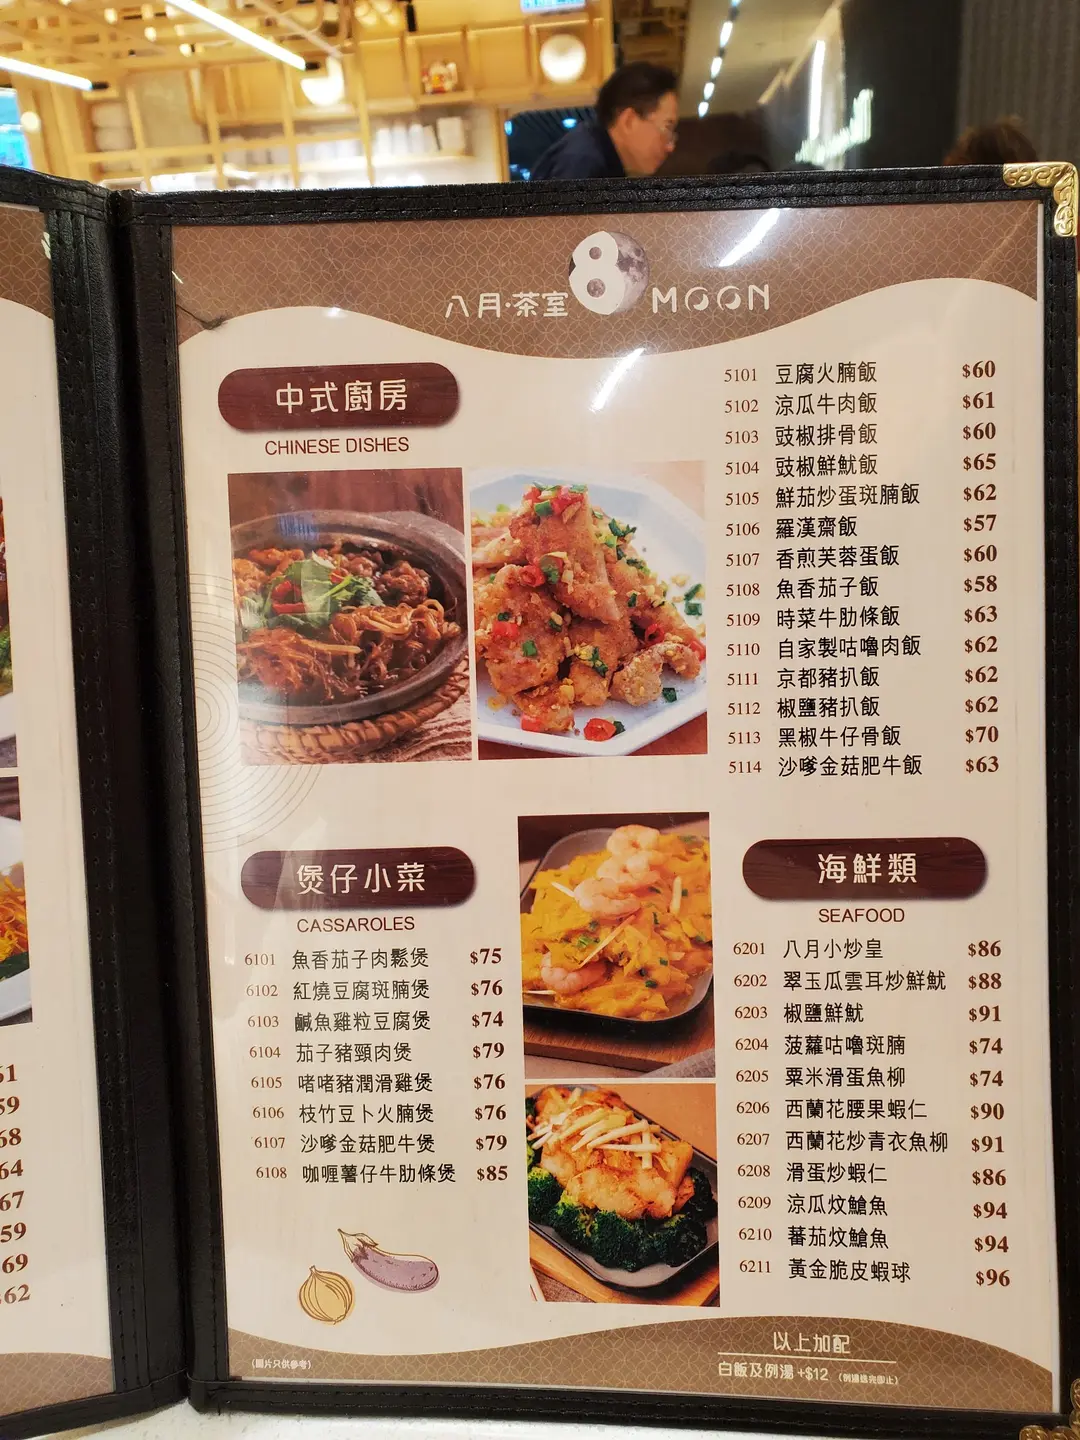 八月·茶室 8 MOON
中式廚房
CHINESE DISHES
5101 豆腐火腩飯 $60
5102 涼瓜牛肉飯 $61
5103 豉椒排骨飯 $60
5104 豉椒鮮魷飯 $65
5105 鮮茄炒蛋斑腩飯 $62
5106 羅漢齋飯 $57
5107 香煎芙蓉蛋飯 $60
5108 魚香茄子飯 $58
5109 時菜牛肋條飯 $63
5110 自家製咕嚕肉飯 $62
5111 京都豬扒飯 $62
5112 椒鹽豬扒飯 $62
5113 黑椒牛仔骨飯 $70
5114 沙嗲金菇肥牛飯 $63
煲仔小菜
CASSAROLES
6101 魚香茄子肉鬆煲 $75
6102 紅燒豆腐斑腩煲 $76
6103 鹹魚雞粒豆腐煲 $74
6104 茄子豬頸肉煲 $79
6105 啫啫豬潤滑雞煲 $76
6106 枝竹豆卜火腩煲 $76
6107 沙嗲金菇肥牛煲 $79
6108 咖喱薯仔牛肋條煲 $85
海鮮類
SEAFOOD
6201 八月小炒皇 $86
6202 翠玉瓜雲耳炒鮮魷 $88
6203 椒鹽鮮魷 $91
6204 菠蘿咕嚕斑腩 $74
6205 粟米滑蛋魚柳 $74
6206 西蘭花腰果蝦仁 $90
6207 西蘭花炒青衣魚柳 $91
6208 滑蛋炒蝦仁 $86
6209 涼瓜炆鱠魚 $94
6210 蕃茄炆鱠魚 $94
6211 黃金脆皮蝦球 $96
(圖片只供參考)
以上加配
白飯及例湯 +$12 (例湯送完即止)
51
59
68
64
67
59
69
62